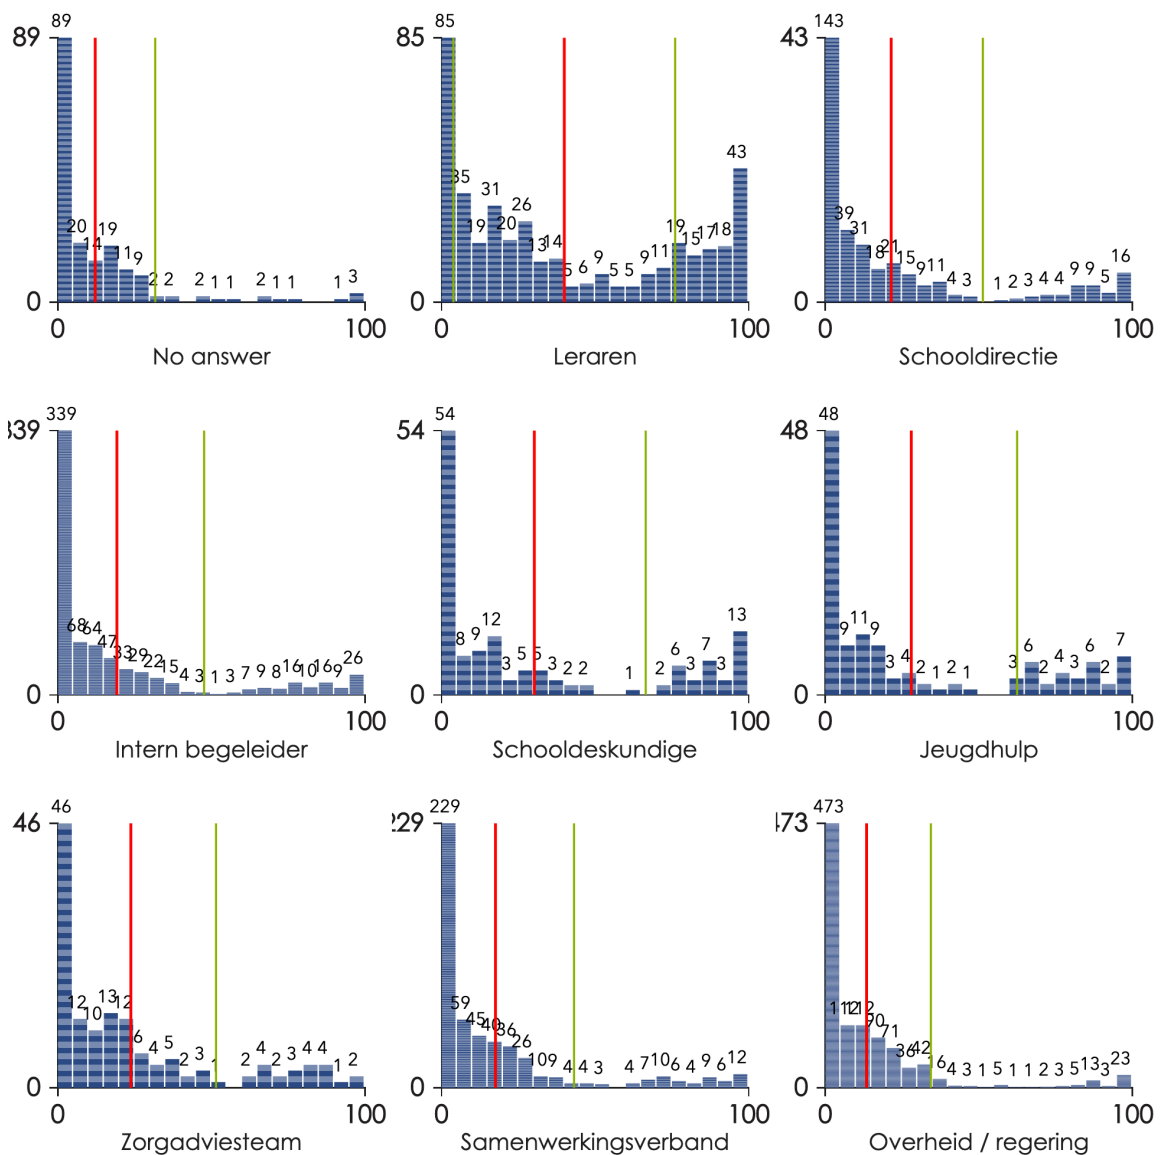 89 85 143
89 85 43
20 14 19 11 9 2 2 2 1 1 2 1 1 1 3
35 19 31 20 26 13 14 5 6 9 5 5 9 11 19 15 17 18 43
39 31 18 21 15 9 11 4 3 1 2 3 4 4 9 9 5 16
0 0 0
0 100 0 100 0 100
No answer Leraren Schooldirectie
339 54 48
339 54 48
68 64 47 33 29 22 15 4 3 1 3 7 9 8 16 10 16 9 26
8 9 12 3 5 5 3 2 2 1 2 6 3 7 3 13
9 11 9 3 4 2 1 2 1 3 6 2 4 3 6 2 7
0 0 0
0 100 0 100 0 100
Intern begeleider Schooldeskundige Jeugdhulp
46 229 473
46 229 473
12 10 13 12 6 4 5 2 3 1 2 4 2 3 4 4 1 2
59 45 40 36 26 10 9 4 4 3 4 7 10 6 4 9 6 12
112 112 90 71 36 42 16 4 3 1 5 1 1 2 3 5 13 3 23
0 0 0
0 100 0 100 0 100
Zorgadviesteam Samenwerkingsverband Overheid / regering